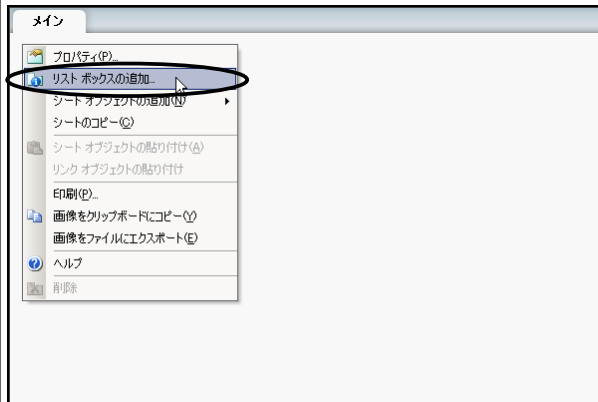 メイン
プロパティ(P)...
リスト ボックスの追加...
シート オブジェクトの追加(N)
シートのコピー(C)
シート オブジェクトの貼り付け(A)
リンク オブジェクトの貼り付け
印刷(P)...
画像をクリップボードにコピー(Y)
画像をファイルにエクスポート(E)
ヘルプ
削除